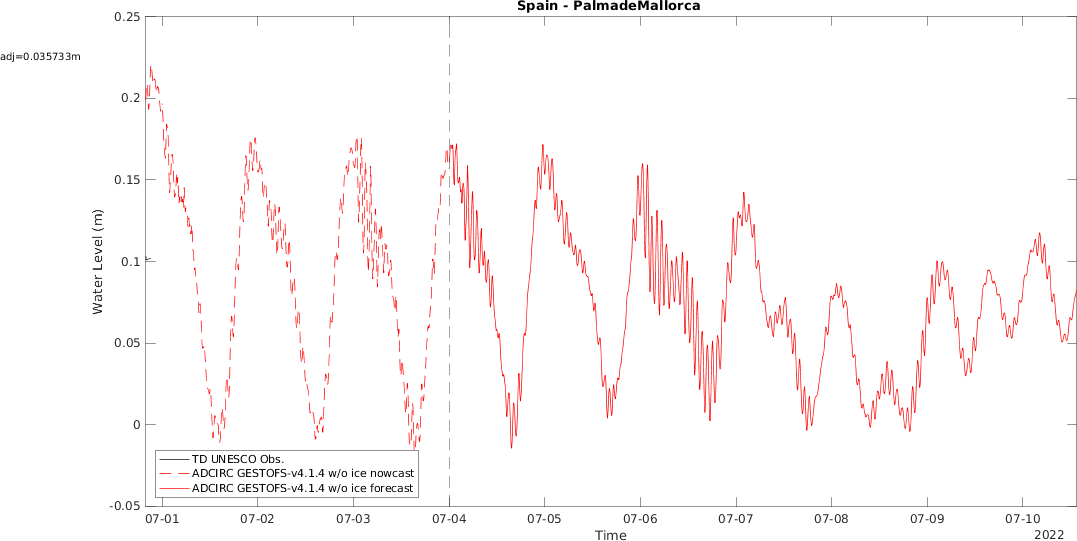 Spain - PalmadeMallorca
adj=0.035733m
0.25
0.2
0.15
0.1
0.05
0
-0.05
Water Level (m)
TD UNESCO Obs.
ADCIRC GESTOFS-v4.1.4 w/o ice nowcast
ADCIRC GESTOFS-v4.1.4 w/o ice forecast
07-01 07-02 07-03 07-04 07-05 07-06 07-07 07-08 07-09 07-10
Time
2022